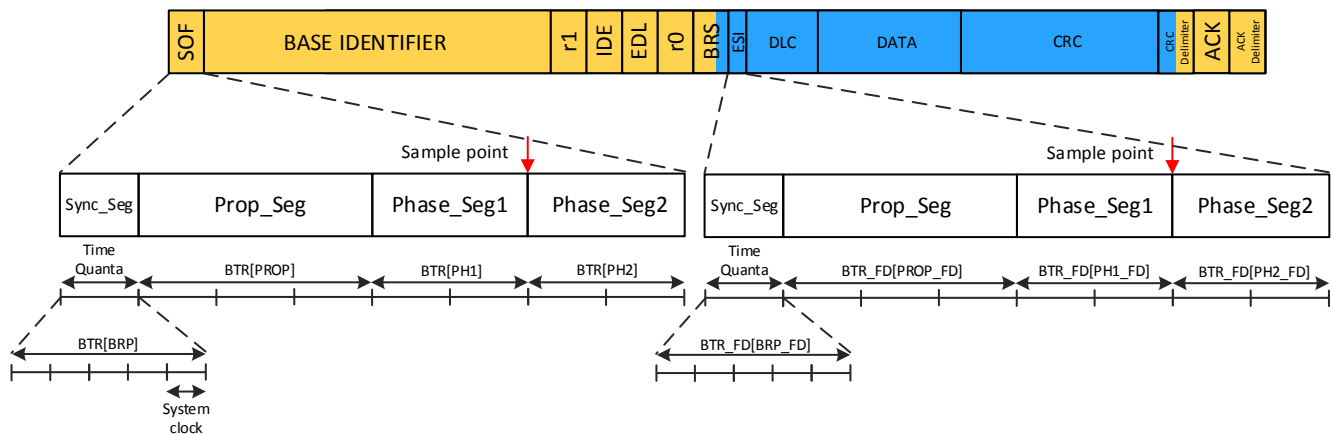 SOF
BASE IDENTIFIER
r1
IDE
EDL
r0
BRS
ESI
DLC
DATA
CRC
CRC
Delimiter
ACK
ACK
Delimiter
Sample point
Sample point
Sync_Seg
Prop_Seg
Phase_Seg1
Phase_Seg2
Sync_Seg
Prop_Seg
Phase_Seg1
Phase_Seg2
Time
Quanta
BTR[PROP]
BTR[PH1]
BTR[PH2]
Time
Quanta
BTR_FD[PROP_FD]
BTR_FD[PH1_FD]
BTR_FD[PH2_FD]
BTR[BRP]
BTR_FD[BRP_FD]
System
clock